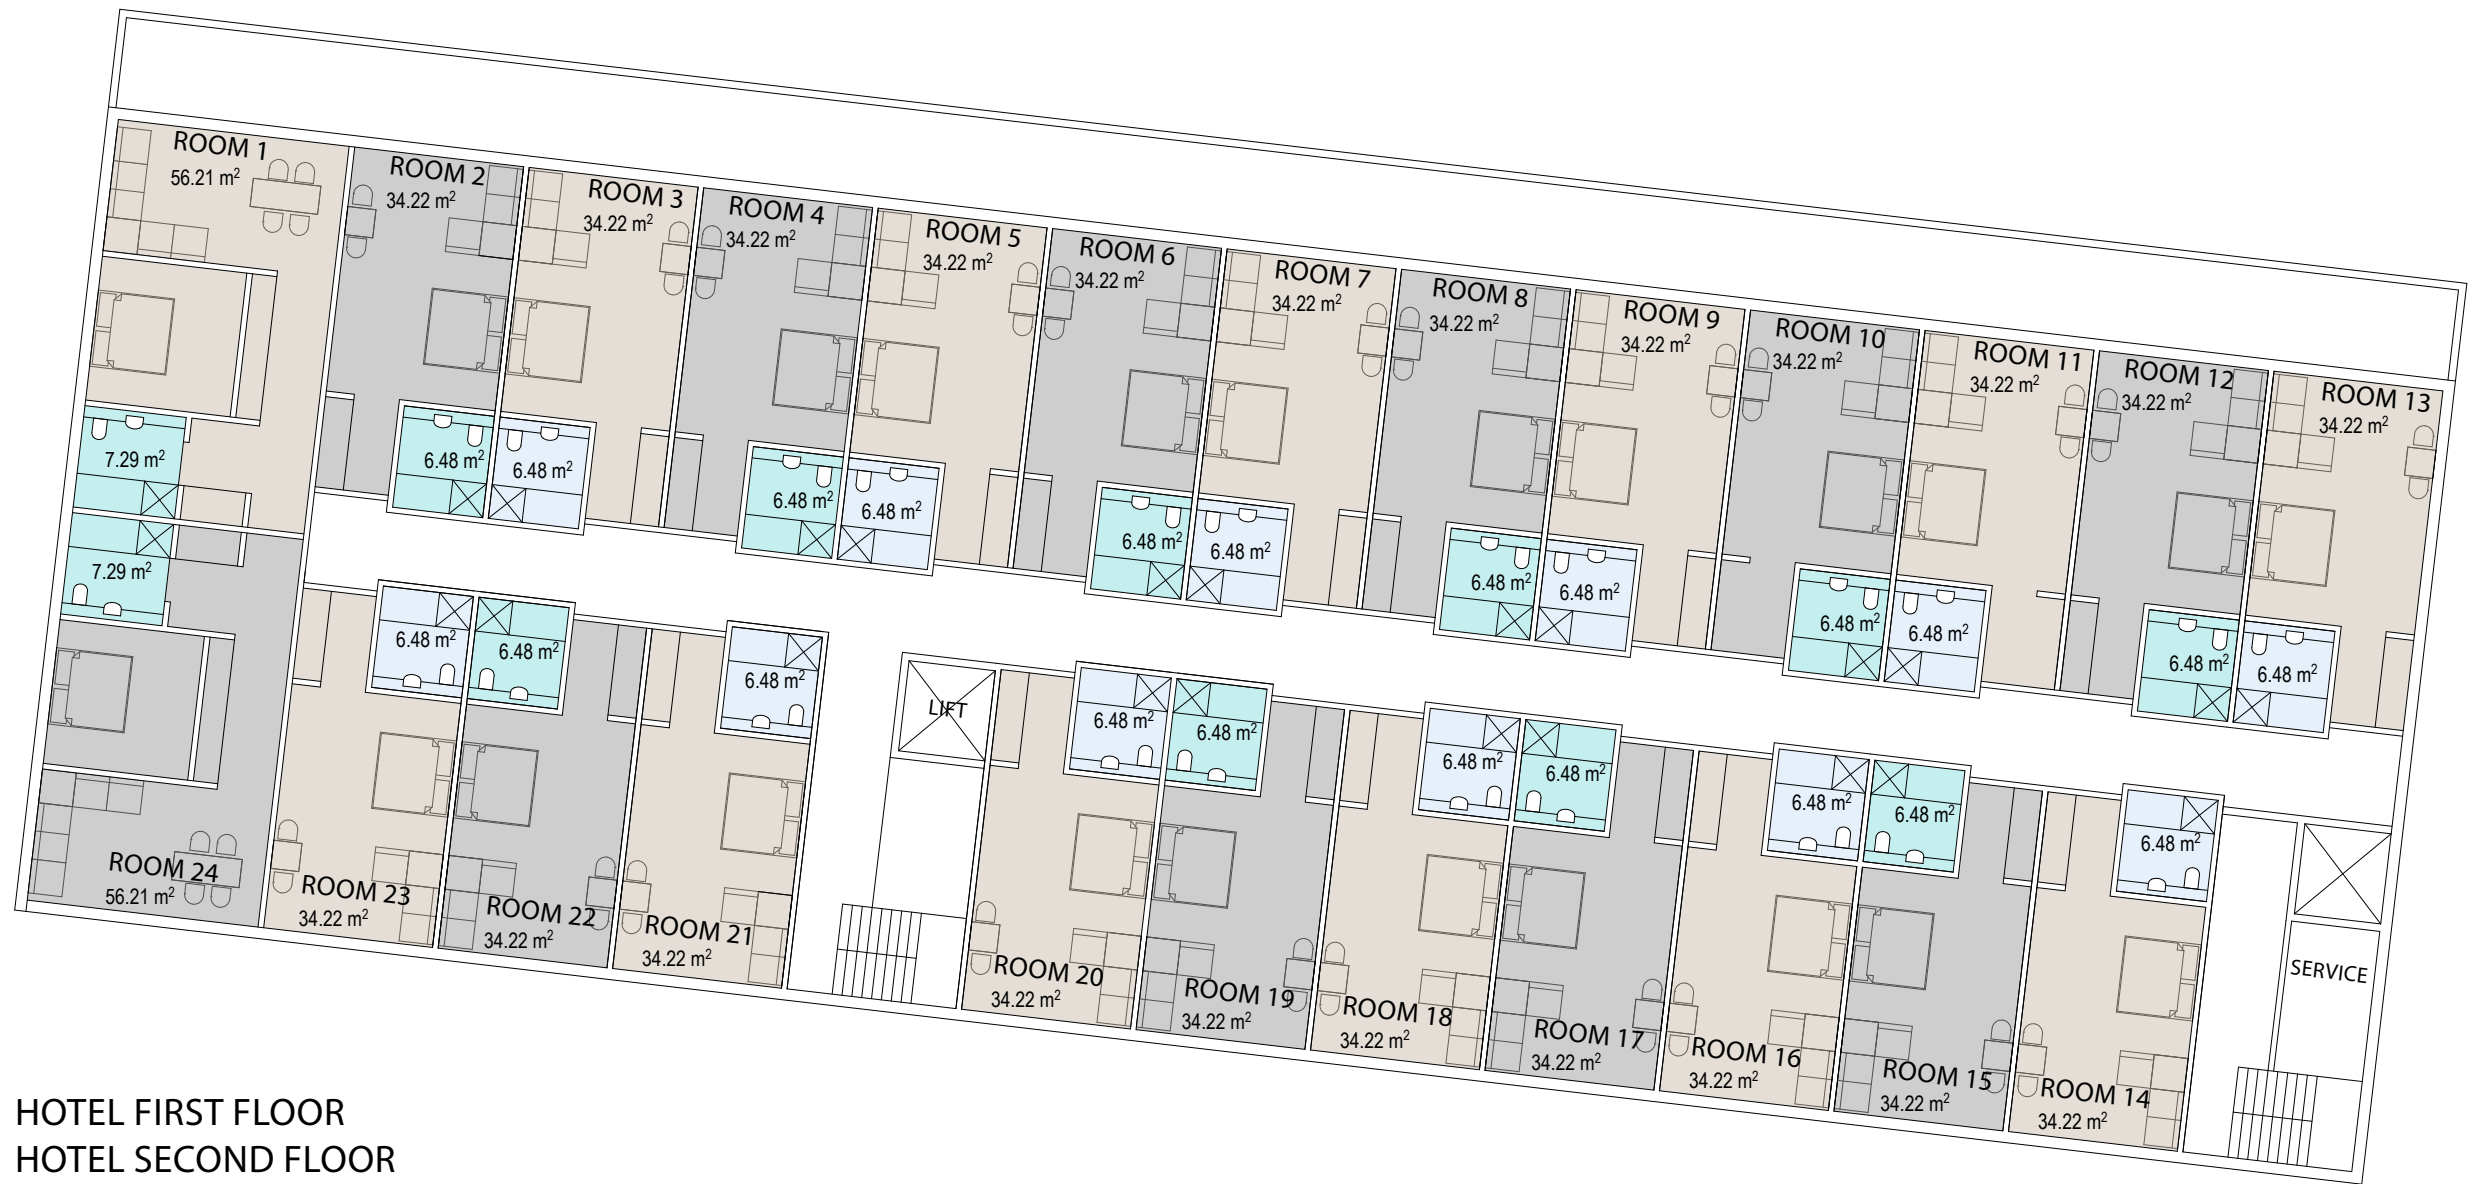 ROOM 1
56.21 m²
ROOM 2
34.22 m²
ROOM 3
34.22 m²
ROOM 4
34.22 m²
ROOM 5
34.22 m²
ROOM 6
34.22 m²
ROOM 7
34.22 m²
ROOM 8
34.22 m²
ROOM 9
34.22 m²
ROOM 10
34.22 m²
ROOM 11
34.22 m²
ROOM 12
34.22 m²
ROOM 13
34.22 m²
7.29 m²
6.48 m²
6.48 m²
6.48 m²
6.48 m²
6.48 m²
6.48 m²
6.48 m²
6.48 m²
6.48 m²
6.48 m²
6.48 m²
6.48 m²
7.29 m²
6.48 m²
6.48 m²
6.48 m²
LIFT
6.48 m²
6.48 m²
6.48 m²
6.48 m²
6.48 m²
6.48 m²
6.48 m²
ROOM 24
56.21 m²
ROOM 23
34.22 m²
ROOM 22
34.22 m²
ROOM 21
34.22 m²
ROOM 20
34.22 m²
ROOM 19
34.22 m²
ROOM 18
34.22 m²
ROOM 17
34.22 m²
ROOM 16
34.22 m²
ROOM 15
34.22 m²
ROOM 14
34.22 m²
SERVICE
HOTEL FIRST FLOOR
HOTEL SECOND FLOOR